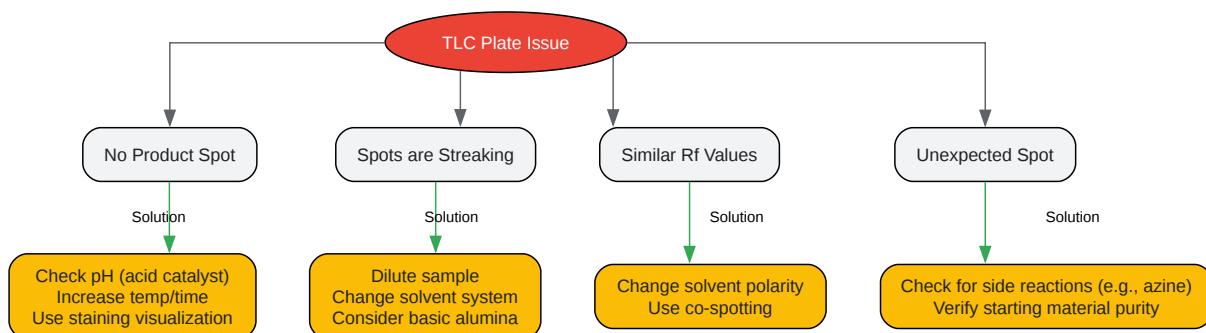 TLC Plate Issue
No Product Spot
Spots are Streaking
Similar Rf Values
Unexpected Spot
Solution
Solution
Solution
Solution
Check pH (acid catalyst)
Increase temp/time
Use staining visualization
Dilute sample
Change solvent system
Consider basic alumina
Change solvent polarity
Use co-spotting
Check for side reactions (e.g., azine)
Verify starting material purity